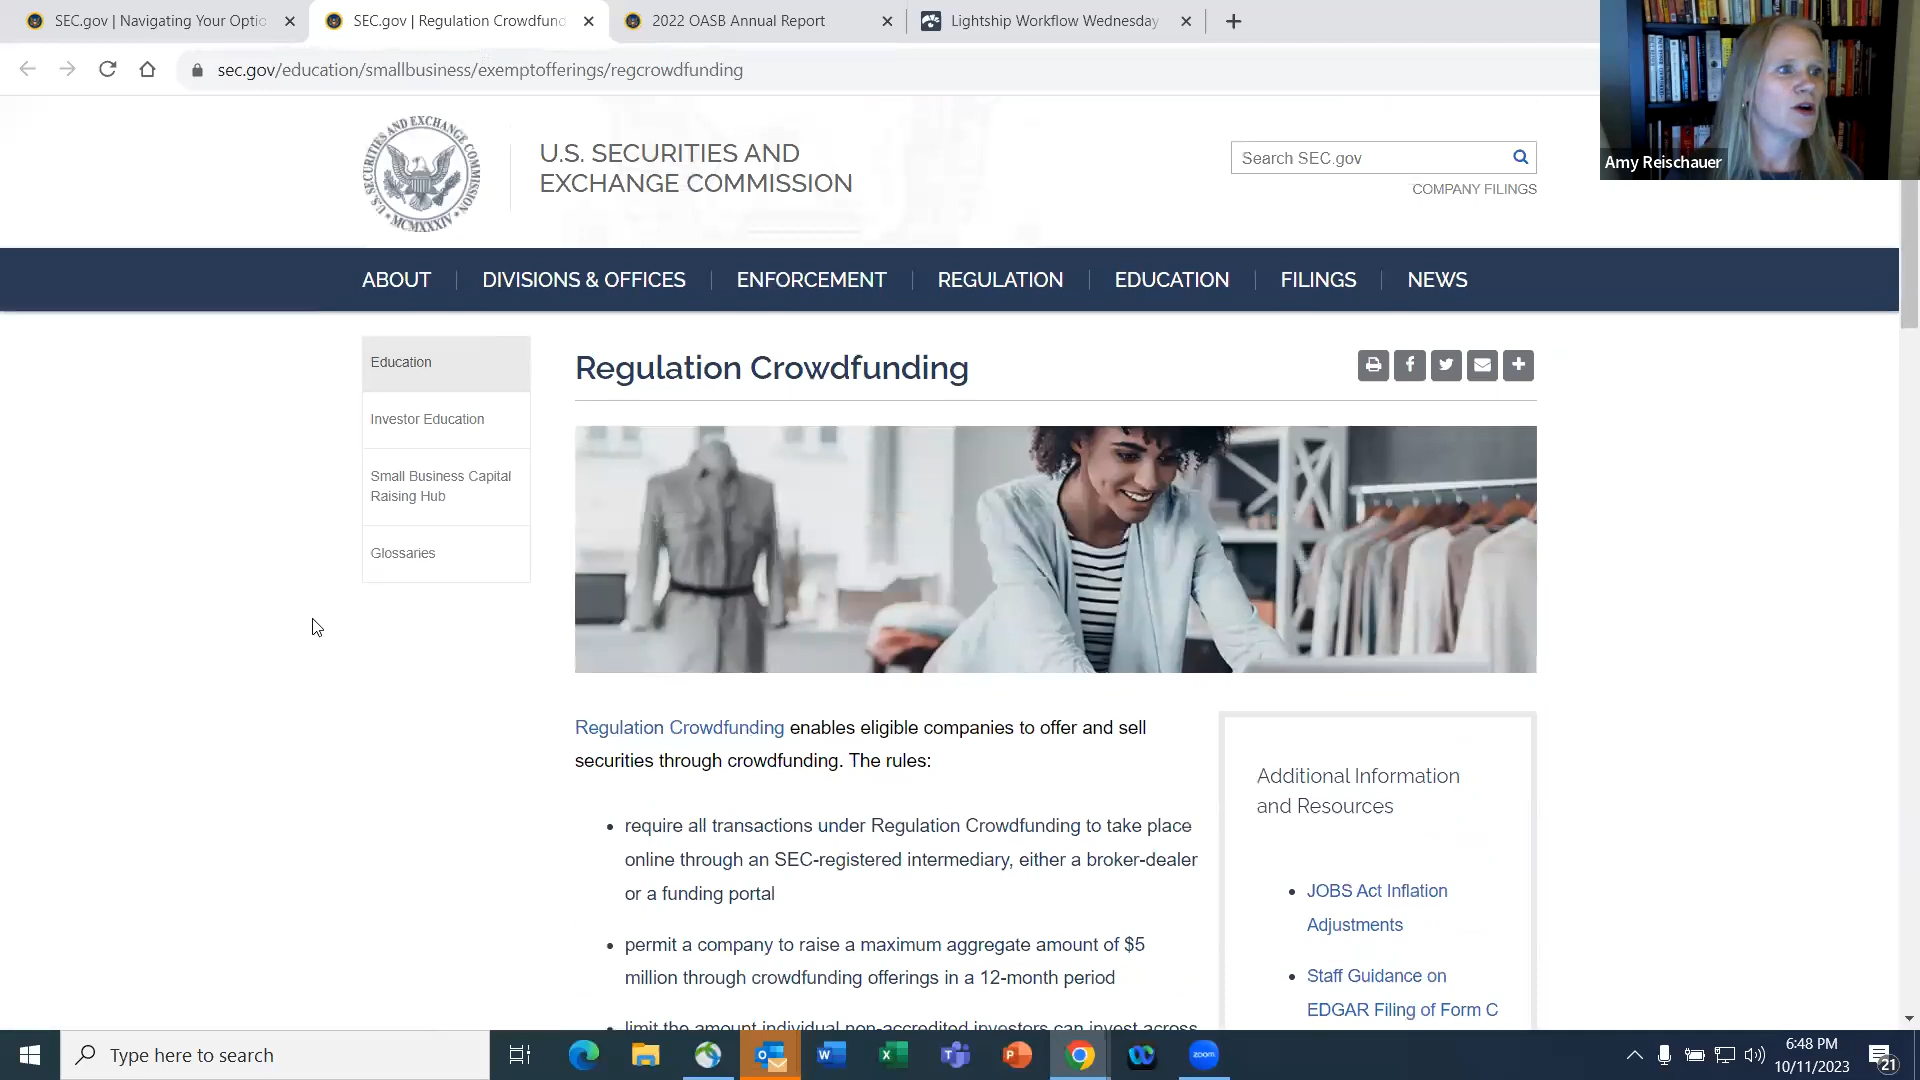 SEC.gov | Navigating Your Optio
SEC.gov | Regulation Crowdfund
2022 OASB Annual Report
Lightship Workflow Wednesday
sec.gov/education/smallbusiness/exemptofferings/regcrowdfunding
Amy Reischauer
U.S. SECURITIES AND EXCHANGE COMMISSION
MCMXXXIV
U.S. SECURITIES AND
EXCHANGE COMMISSION
Search SEC.gov
COMPANY FILINGS
ABOUT
DIVISIONS & OFFICES
ENFORCEMENT
REGULATION
EDUCATION
FILINGS
NEWS
Education
Investor Education
Small Business Capital
Raising Hub
Glossaries
Regulation Crowdfunding
Regulation Crowdfunding enables eligible companies to offer and sell
securities through crowdfunding. The rules:
• require all transactions under Regulation Crowdfunding to take place
online through an SEC-registered intermediary, either a broker-dealer
or a funding portal
• permit a company to raise a maximum aggregate amount of $5
million through crowdfunding offerings in a 12-month period
limit the amount individual non-accredited investors can invest across
Additional Information
and Resources
• JOBS Act Inflation
Adjustments
• Staff Guidance on
EDGAR Filing of Form C
Type here to search
zoom
6:48 PM
10/11/2023
21